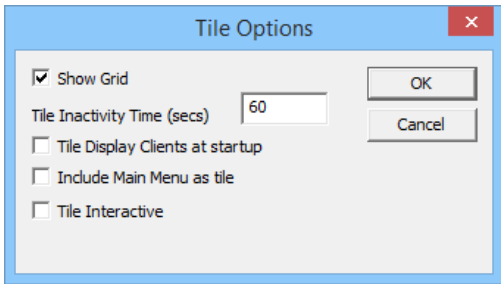 Tile Options
Show Grid
OK
Tile Inactivity Time (secs) 60
Cancel
Tile Display Clients at startup
Include Main Menu as tile
Tile Interactive